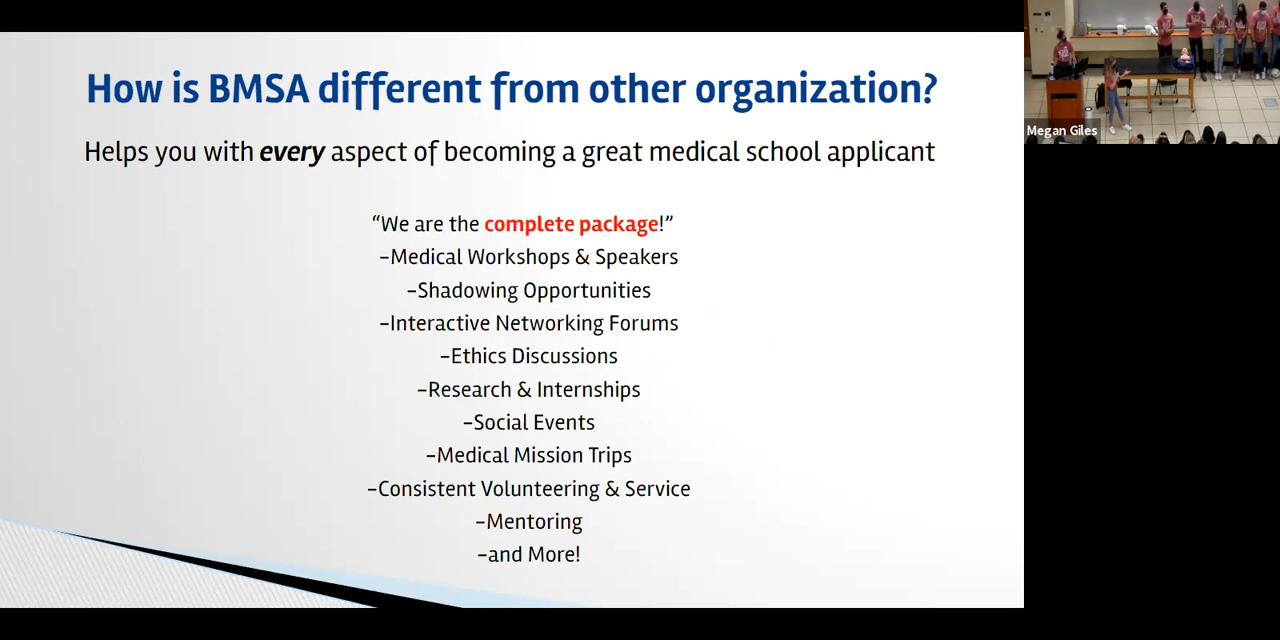 How is BMSA different from other organization?
Helps you with every aspect of becoming a great medical school applicant
“We are the complete package!”
–Medical Workshops & Speakers
–Shadowing Opportunities
–Interactive Networking Forums
–Ethics Discussions
–Research & Internships
–Social Events
–Medical Mission Trips
–Consistent Volunteering & Service
–Mentoring
–and More!
Megan Giles